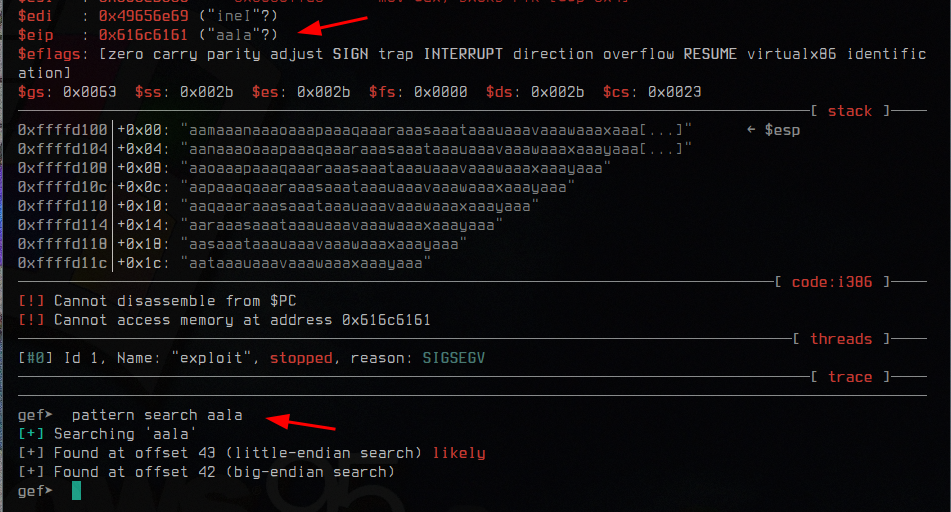 $edi : 0x49656e69 ("ineI"?)
$eip : 0x616c6161 ("aala"?)
$eflags: [zero carry parity adjust SIGN trap INTERRUPT direction overflow RESUME virtualx86 identific
ation]
$gs: 0x0063 $ss: 0x002b $es: 0x002b $fs: 0x0000 $ds: 0x002b $cs: 0x0023
[ stack ]
0xffffd100│+0x00: "aamaaanaaaoaaapaaaqaaaraaasaaataaauaaavaaawaaaxaaa[...]" ← $esp
0xffffd104│+0x04: "aanaaaoaaapaaaqaaaraaasaaataaauaaavaaawaaaxaaayaaa[...]"
0xffffd108│+0x08: "aaoaaapaaaqaaaraaasaaataaauaaavaaawaaaxaaayaaa"
0xffffd10c│+0x0c: "aapaaaqaaaraaasaaataaauaaavaaawaaaxaaayaaa"
0xffffd110│+0x10: "aaqaaaraaasaaataaauaaavaaawaaaxaaayaaa"
0xffffd114│+0x14: "aaraaasaaataaauaaavaaawaaaxaaayaaa"
0xffffd118│+0x18: "aasaaataaauaaavaaawaaaxaaayaaa"
0xffffd11c│+0x1c: "aataaauaaavaaawaaaxaaayaaa"
[ code:i386 ]
[!] Cannot disassemble from $PC
[!] Cannot access memory at address 0x616c6161
[ threads ]
[#0] Id 1, Name: "exploit", stopped, reason: SIGSEGV
[ trace ]
gef➤ pattern search aala
[+] Searching 'aala'
[+] Found at offset 43 (little-endian search) likely
[+] Found at offset 42 (big-endian search)
gef➤